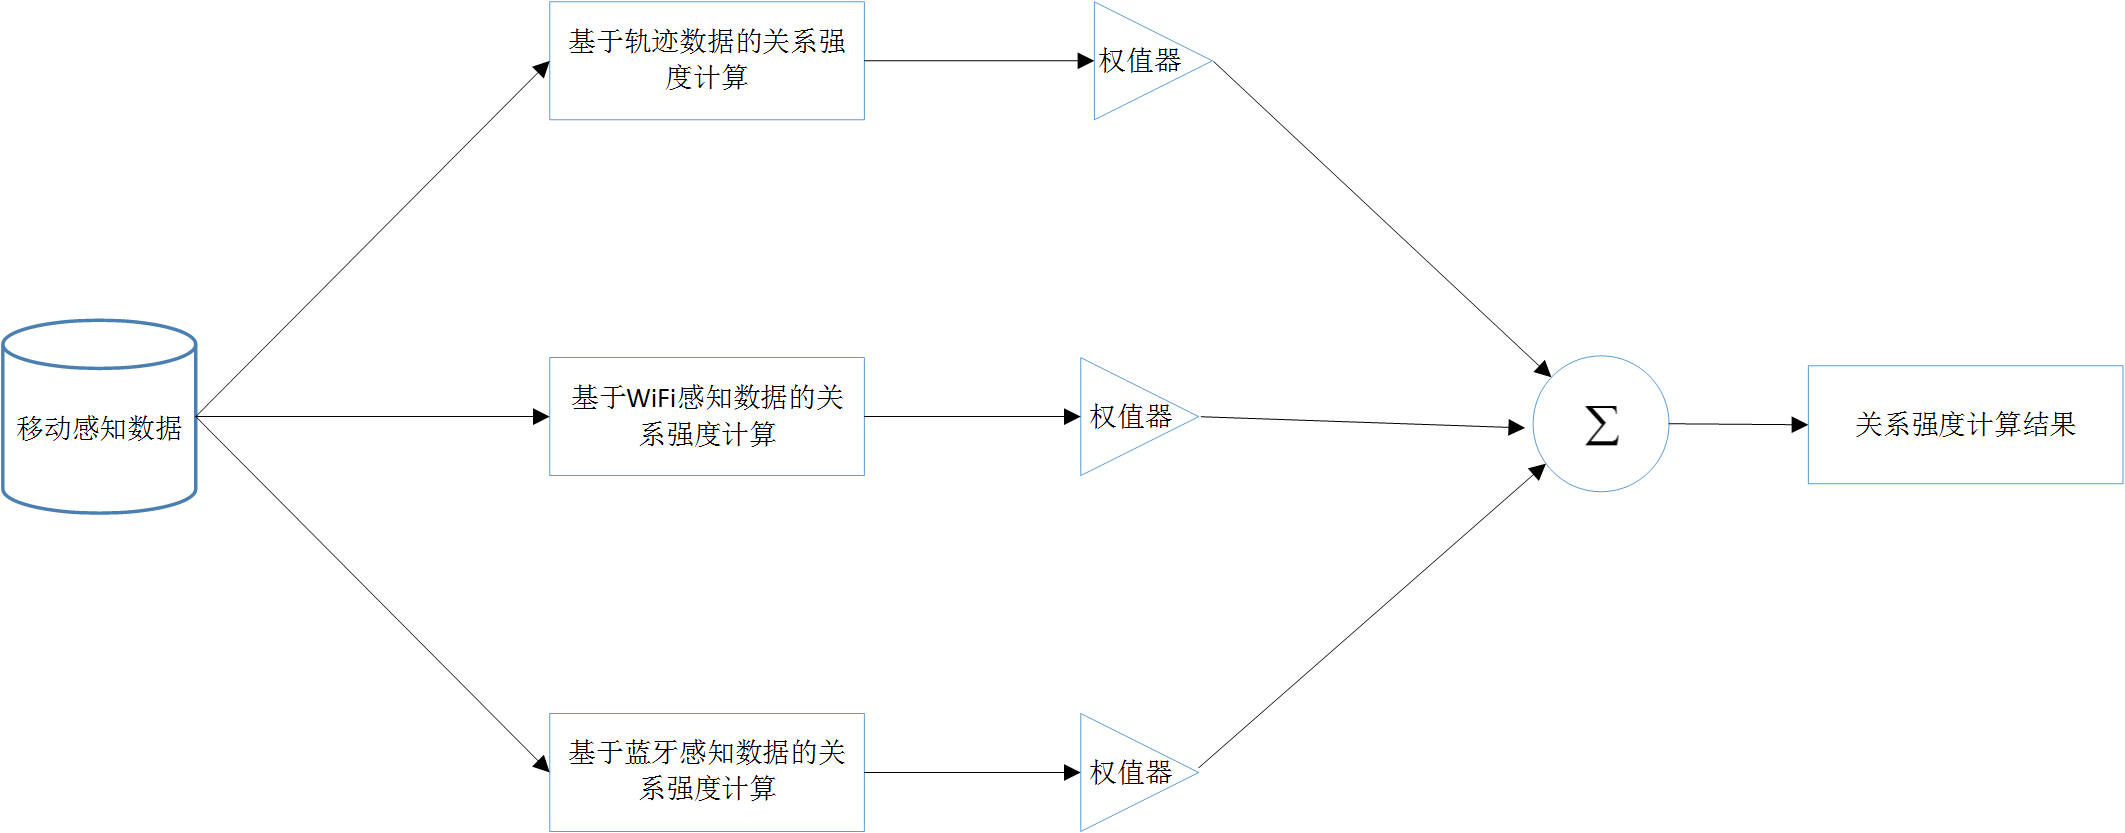 基于轨迹数据的关系强
度计算
权值器
移动感知数据
基于WiFi感知数据的关
系强度计算
权值器
∑
关系强度计算结果
基于蓝牙感知数据的关
系强度计算
权值器